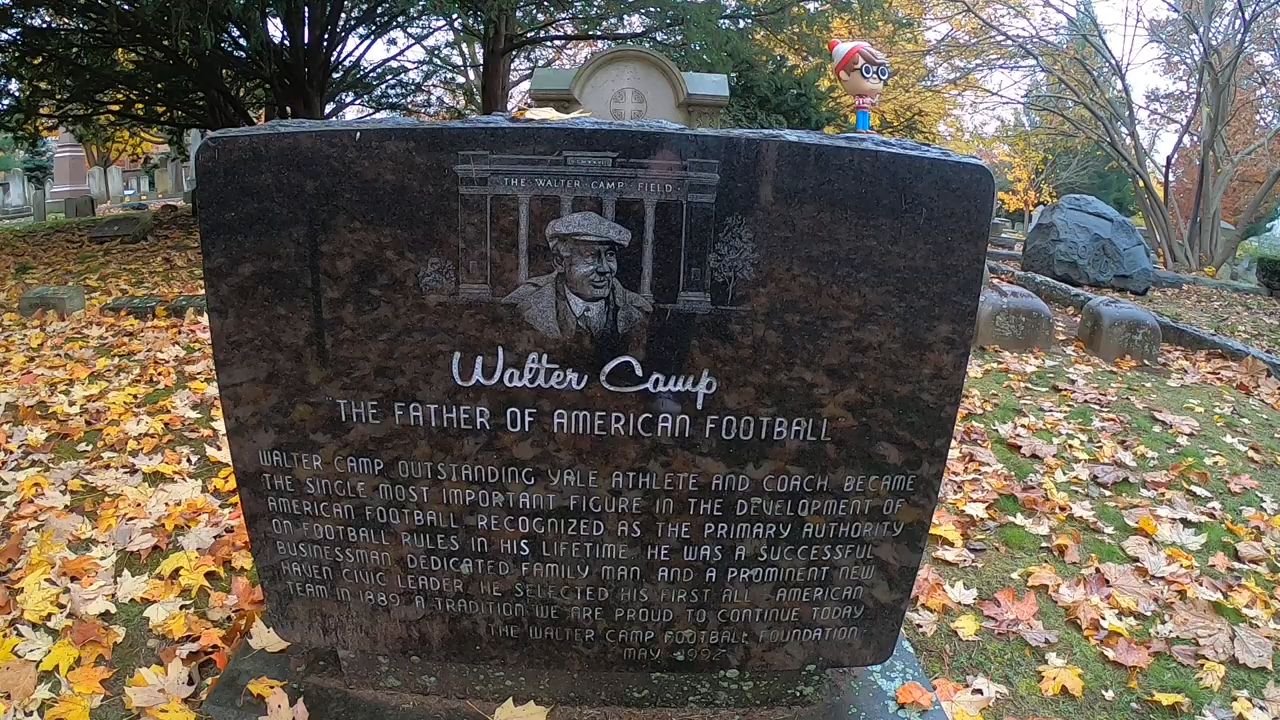 THE WALTER CAMP FIELD
Walter Camp
"THE FATHER OF AMERICAN FOOTBALL
WALTER CAMP, OUTSTANDING YALE ATHLETE AND COACH, BECAME
THE SINGLE MOST IMPORTANT FIGURE IN THE DEVELOPMENT OF
AMERICAN FOOTBALL. RECOGNIZED AS THE PRIMARY AUTHORITY
ON FOOTBALL RULES IN HIS LIFETIME, HE WAS A SUCCESSFUL
BUSINESSMAN, DEDICATED FAMILY MAN, AND A PROMINENT NEW
HAVEN CIVIC LEADER. HE SELECTED HIS FIRST ALL-AMERICAN
TEAM IN 1889, A TRADITION WE ARE PROUD TO CONTINUE TODAY.
THE WALTER CAMP FOOTBALL FOUNDATION
MAY, 1992